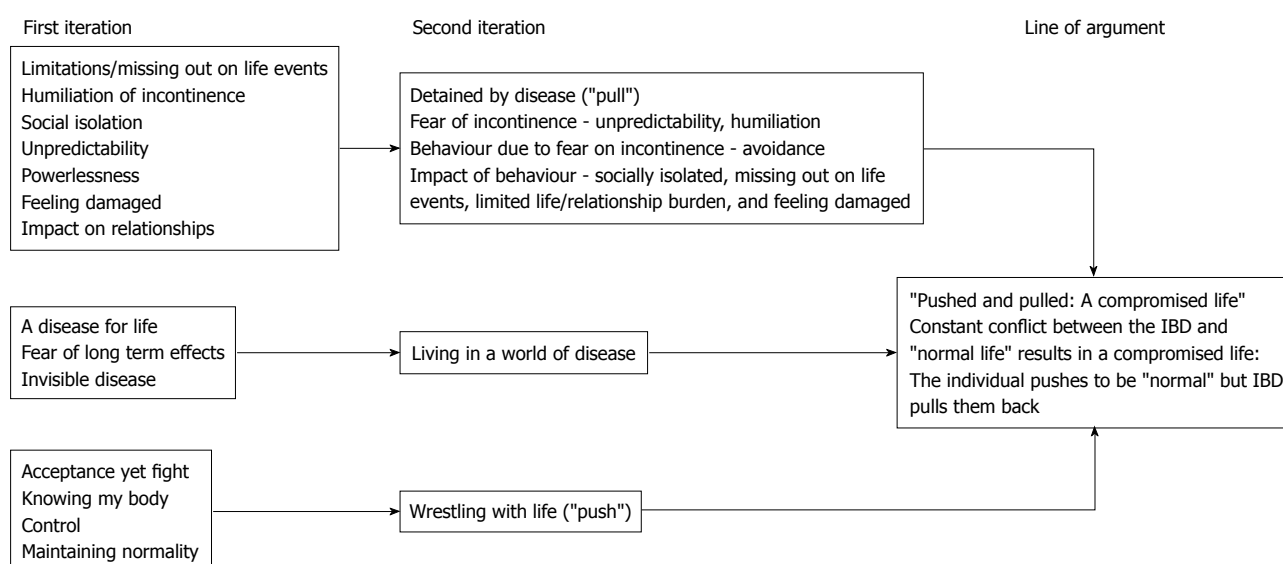 First iteration
Second iteration
Line of argument
Limitations/missing out on life events
Humiliation of incontinence
Social isolation
Unpredictability
Powerlessness
Feeling damaged
Impact on relationships
Detained by disease ("pull")
Fear of incontinence - unpredictability, humiliation
Behaviour due to fear on incontinence - avoidance
Impact of behaviour - socially isolated, missing out on life
events, limited life/relationship burden, and feeling damaged
A disease for life
Fear of long term effects
Invisible disease
Living in a world of disease
"Pushed and pulled: A compromised life"
Constant conflict between the IBD and
"normal life" results in a compromised life:
The individual pushes to be "normal" but IBD
pulls them back
Acceptance yet fight
Knowing my body
Control
Maintaining normality
Wrestling with life ("push")